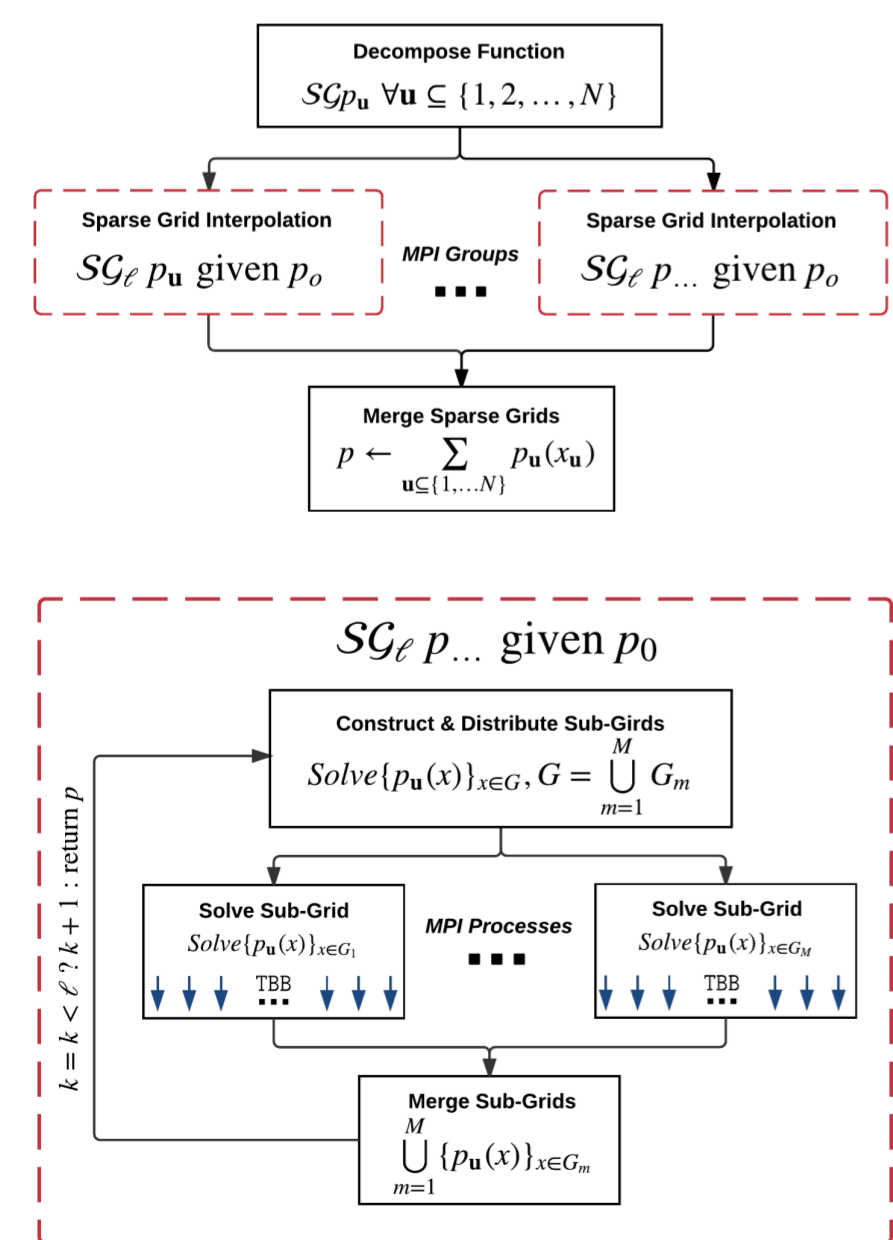 Decompose Function
𝒮𝒢p_𝐮 ∀𝐮 ⊆ {1, 2, … , N}
Sparse Grid Interpolation
𝒮𝒢_ℓ p_𝐮 given p_o
MPI Groups
Sparse Grid Interpolation
𝒮𝒢_ℓ p_… given p_o
Merge Sparse Grids
p ← ∑_{𝐮⊆{1,…N}} p_𝐮(x_𝐮)
𝒮𝒢_ℓ p_… given p_0
Construct & Distribute Sub-Girds
Solve{p_𝐮(x)}_{x∈G}, G = ⋃_{m=1}^{M} G_m
k = k < ℓ ? k + 1 : return p
Solve Sub-Grid
Solve{p_𝐮(x)}_{x∈G_1}
TBB
MPI Processes
Solve Sub-Grid
Solve{p_𝐮(x)}_{x∈G_M}
TBB
Merge Sub-Grids
⋃_{m=1}^{M} {p_𝐮(x)}_{x∈G_m}